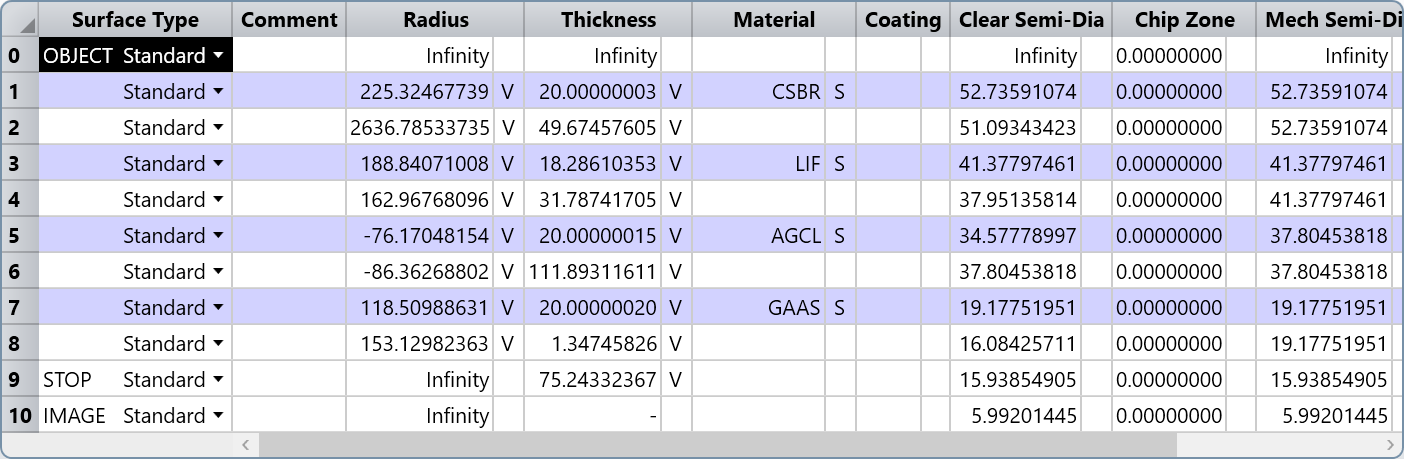 Surface Type Comment Radius Thickness Material Coating Clear Semi-Dia Chip Zone Mech Semi-Di
0 OBJECT Standard Infinity Infinity Infinity 0.00000000 Infinity
1 Standard 225.32467739 V 20.00000003 V CSBR S 52.73591074 0.00000000 52.73591074
2 Standard 2636.78533735 V 49.67457605 V 51.09343423 0.00000000 52.73591074
3 Standard 188.84071008 V 18.28610353 V LIF S 41.37797461 0.00000000 41.37797461
4 Standard 162.96768096 V 31.78741705 V 37.95135814 0.00000000 41.37797461
5 Standard -76.17048154 V 20.00000015 V AGCL S 34.57778997 0.00000000 37.80453818
6 Standard -86.36268802 V 111.89311611 V 37.80453818 0.00000000 37.80453818
7 Standard 118.50988631 V 20.00000020 V GAAS S 19.17751951 0.00000000 19.17751951
8 Standard 153.12982363 V 1.34745826 V 16.08425711 0.00000000 19.17751951
9 STOP Standard Infinity 75.24332367 V 15.93854905 0.00000000 15.93854905
10 IMAGE Standard Infinity - 5.99201445 0.00000000 5.99201445